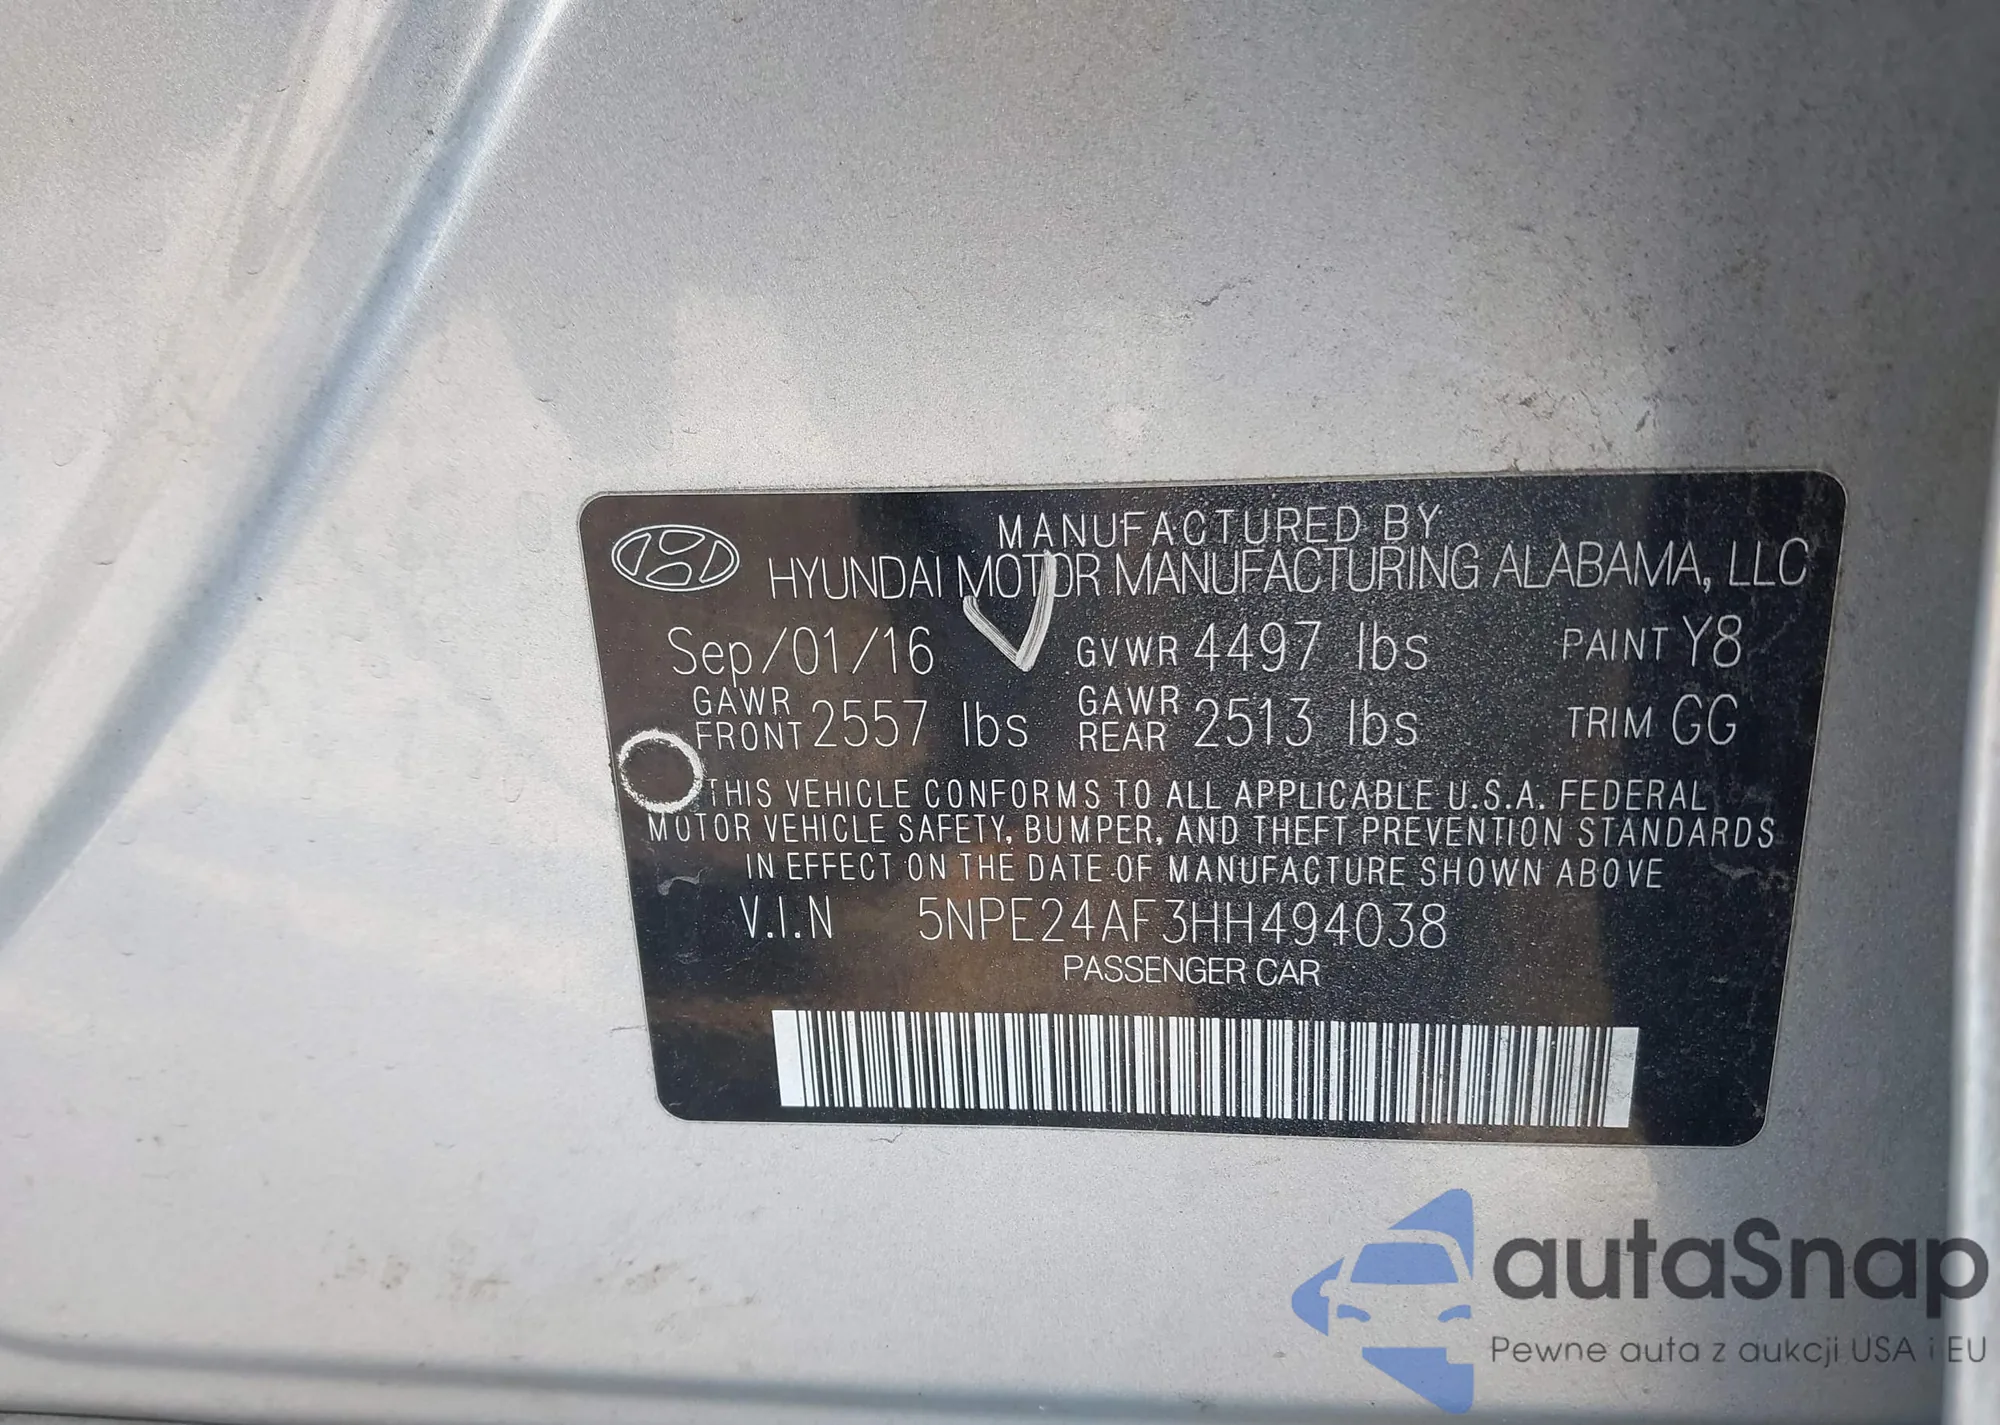 MANUFACTURED BY
HYUNDAI MOTOR MANUFACTURING ALABAMA, LLC
Sep/01/16 GVWR 4497 lbs PAINT Y8
GAWR FRONT 2557 lbs GAWR REAR 2513 lbs TRIM GG
THIS VEHICLE CONFORMS TO ALL APPLICABLE U.S.A. FEDERAL
MOTOR VEHICLE SAFETY, BUMPER, AND THEFT PREVENTION STANDARDS
IN EFFECT ON THE DATE OF MANUFACTURE SHOWN ABOVE
V.I.N 5NPE24AF3HH494038
PASSENGER CAR
autaSnap
Pewne auta z aukcji USA i EU